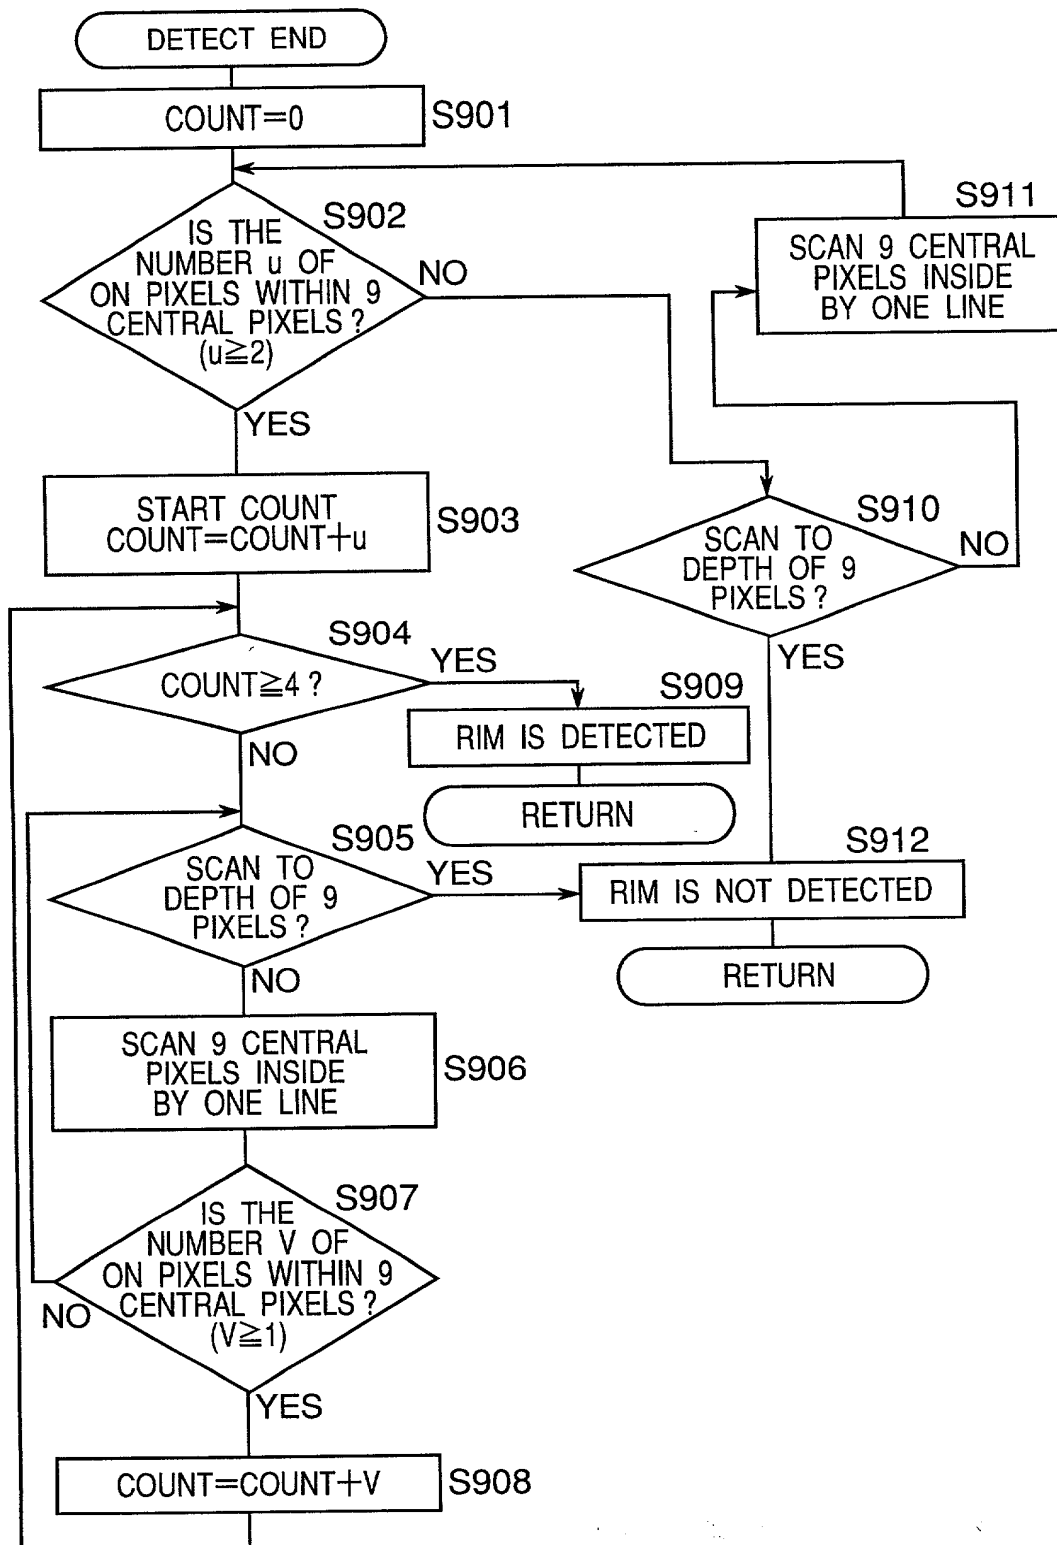 DETECT END
COUNT=0
S901
S902
IS THE
NUMBER u OF
ON PIXELS WITHIN 9
CENTRAL PIXELS?
(u≧2)
NO
YES
S911
SCAN 9 CENTRAL
PIXELS INSIDE
BY ONE LINE
START COUNT
COUNT=COUNT+u
S903
S910
SCAN TO
DEPTH OF 9
PIXELS?
NO
YES
S904
COUNT≧4?
YES
NO
S909
RIM IS DETECTED
RETURN
S905
SCAN TO
DEPTH OF 9
PIXELS?
YES
NO
S912
RIM IS NOT DETECTED
RETURN
SCAN 9 CENTRAL
PIXELS INSIDE
BY ONE LINE
S906
S907
IS THE
NUMBER V OF
ON PIXELS WITHIN 9
CENTRAL PIXELS?
(V≧1)
NO
YES
COUNT=COUNT+V
S908